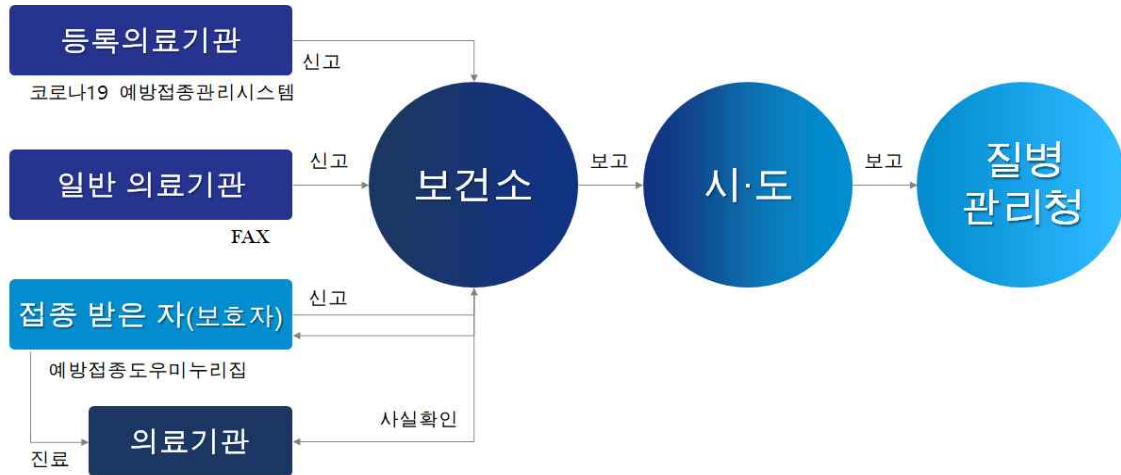 등록의료기관
신고
코로나19 예방접종관리시스템
일반 의료기관
신고
FAX
보건소
보고
시·도
보고
질병
관리청
접종 받은 자(보호자)
신고
예방접종도우미누리집
사실확인
의료기관
진료